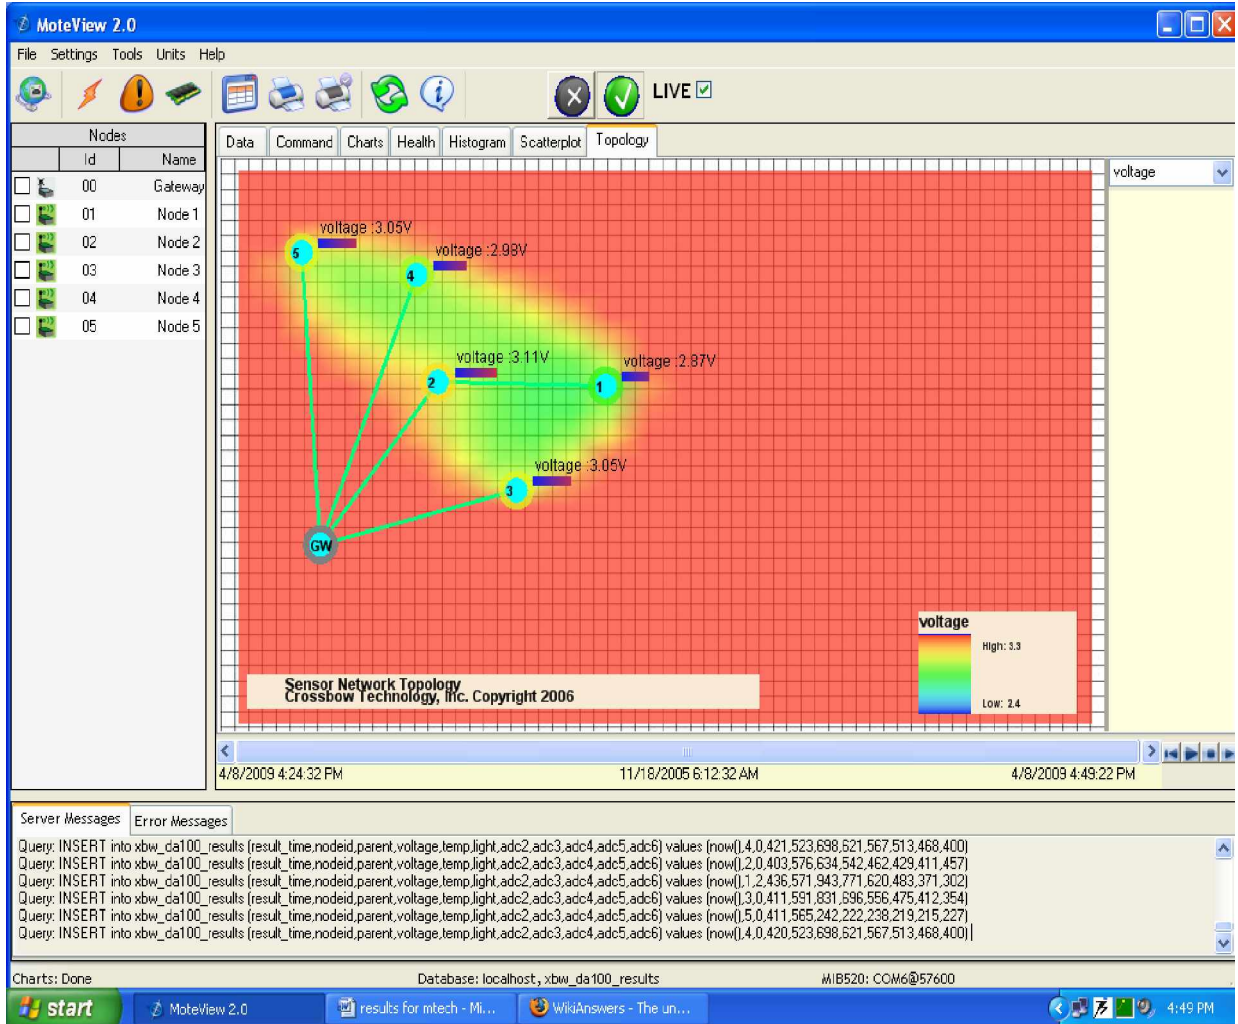 MoteView 2.0
File Settings Tools Units Help
LIVE
Nodes
Id Name
00 Gateway
01 Node 1
02 Node 2
03 Node 3
04 Node 4
05 Node 5
Data Command Charts Health Histogram Scatterplot Topology
voltage
voltage :3.05V
5
voltage :2.98V
4
voltage :3.11V
2
voltage :2.87V
1
voltage :3.05V
3
GW
voltage
High: 3.3
Low: 2.4
Sensor Network Topology
Crossbow Technology, Inc. Copyright 2006
4/8/2009 4:24:32 PM 11/18/2005 6:12:32 AM 4/8/2009 4:49:22 PM
Server Messages Error Messages
Query: INSERT into xbw_da100_results (result_time,nodeid,parent,voltage,temp,light,adc2,adc3,adc4,adc5,adc6) values (now(),4,0,421,523,698,621,567,513,468,400)
Query: INSERT into xbw_da100_results (result_time,nodeid,parent,voltage,temp,light,adc2,adc3,adc4,adc5,adc6) values (now(),2,0,403,576,634,542,462,429,411,457)
Query: INSERT into xbw_da100_results (result_time,nodeid,parent,voltage,temp,light,adc2,adc3,adc4,adc5,adc6) values (now(),1,2,436,571,943,771,620,483,371,302)
Query: INSERT into xbw_da100_results (result_time,nodeid,parent,voltage,temp,light,adc2,adc3,adc4,adc5,adc6) values (now(),3,0,411,591,831,696,556,475,412,354)
Query: INSERT into xbw_da100_results (result_time,nodeid,parent,voltage,temp,light,adc2,adc3,adc4,adc5,adc6) values (now(),5,0,411,565,242,222,238,219,215,227)
Query: INSERT into xbw_da100_results (result_time,nodeid,parent,voltage,temp,light,adc2,adc3,adc4,adc5,adc6) values (now(),4,0,420,523,698,621,567,513,468,400)
Charts: Done Database: localhost, xbw_da100_results MIB520: COM6@57600
start MoteView 2.0 results for mtech - Mi... WikiAnswers - The un... 4:49 PM